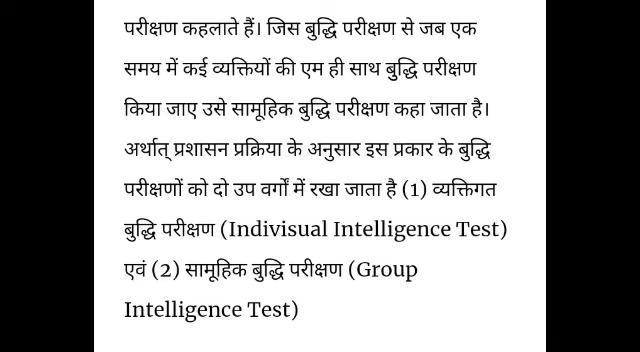 परीक्षण कहलाते हैं। जिस बुद्धि परीक्षण से जब एक
समय में कई व्यक्तियों की एम ही साथ बुद्धि परीक्षण
किया जाए उसे सामूहिक बुद्धि परीक्षण कहा जाता है।
अर्थात् प्रशासन प्रक्रिया के अनुसार इस प्रकार के बुद्धि
परीक्षणों को दो उप वर्गों में रखा जाता है (1) व्यक्तिगत
बुद्धि परीक्षण (Indivisual Intelligence Test)
एवं (2) सामूहिक बुद्धि परीक्षण (Group
Intelligence Test)